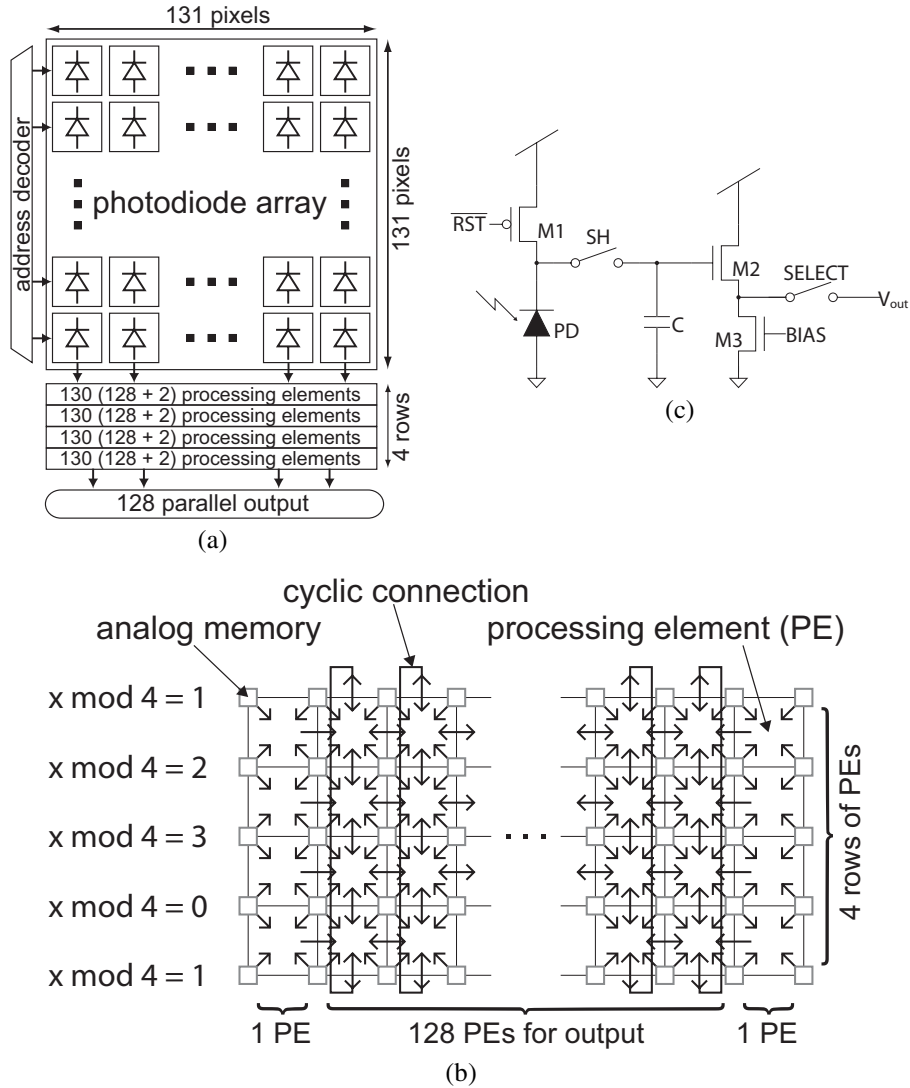 131 pixels
address decoder
photodiode array
131 pixels
130 (128 + 2) processing elements
130 (128 + 2) processing elements
130 (128 + 2) processing elements
130 (128 + 2) processing elements
4 rows
128 parallel output
(a)
RST
M1
SH
M2
SELECT
Vout
PD
C
M3
BIAS
(c)
cyclic connection
analog memory
processing element (PE)
x mod 4 = 1
x mod 4 = 2
x mod 4 = 3
x mod 4 = 0
x mod 4 = 1
4 rows of PEs
1 PE
128 PEs for output
1 PE
(b)